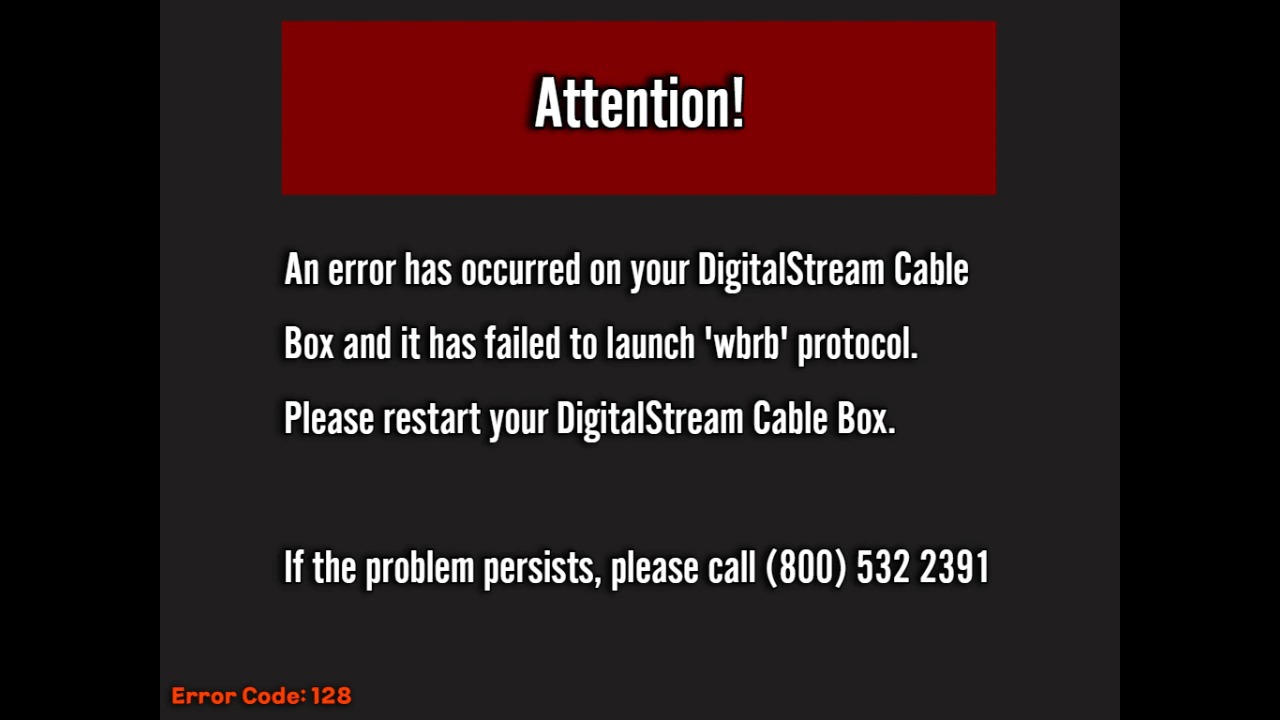 Attention!
An error has occurred on your DigitalStream Cable
Box and it has failed to launch 'wbrb' protocol.
Please restart your DigitalStream Cable Box.
If the problem persists, please call (800) 532 2391
Error Code: 128